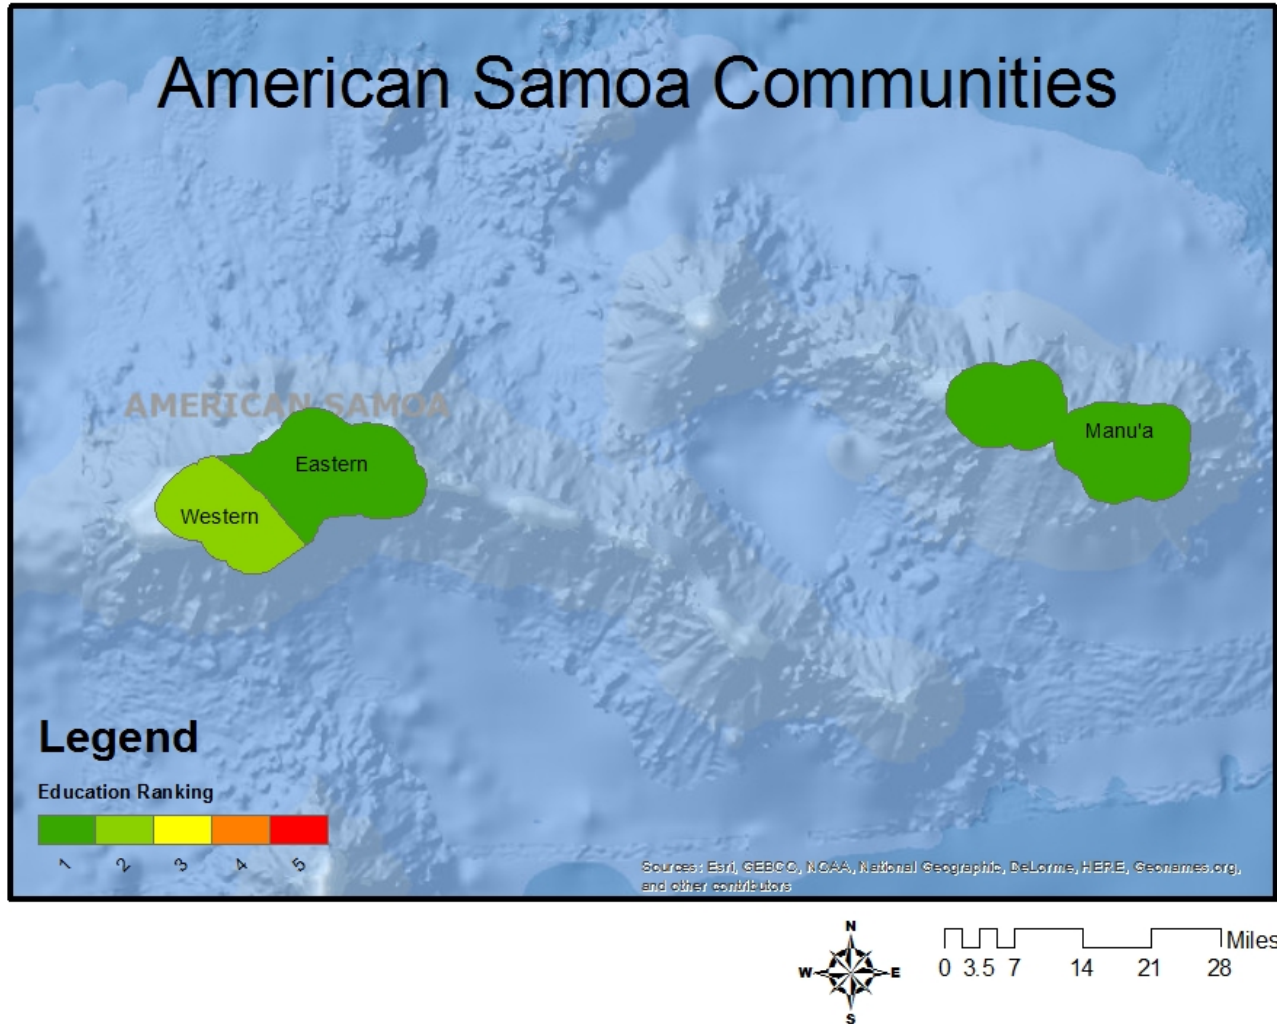 American Samoa Communities
AMERICAN SAMOA
Eastern
Western
Manu'a
Legend
Education Ranking
1
2
3
4
5
Sources: Esri, GEBCO, NOAA, National Geographic, DeLorme, HERE, Geonames.org,
and other contributors
N
W E
S
Miles
0 3.5 7 14 21 28